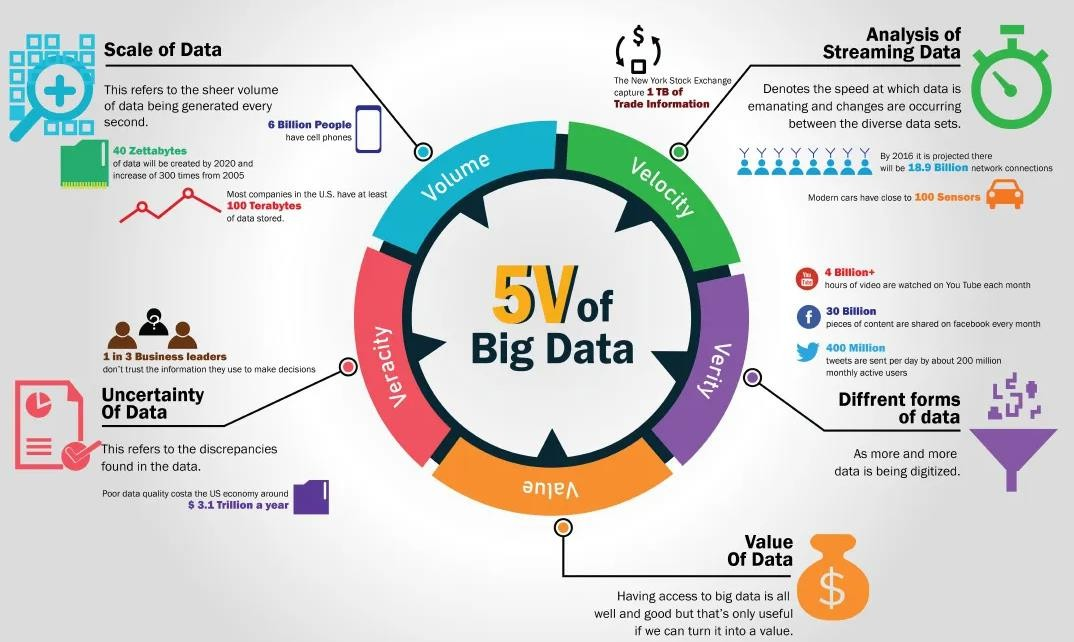 Scale of Data
This refers to the sheer volume
of data being generated every
second.
6 Billion People
have cell phones
40 Zettabytes
of data will be created by 2020 and
increase of 300 times from 2005
Most companies in the U.S. have at least
100 Terabytes
of data stored.
$
The New York Stock Exchange
capture 1 TB of
Trade Information
Analysis of
Streaming Data
Denotes the speed at which data is
emanating and changes are occurring
between the diverse data sets.
By 2016 it is projected there
will be 18.9 Billion network connections
Modern cars have close to 100 Sensors
Volume
Velocity
Verity
Value
Veracity
5V of
Big Data
You
Tube
4 Billion+
hours of video are watched on You Tube each month
f
30 Billion
pieces of content are shared on facebook every month
400 Million
tweets are sent per day by about 200 million
monthly active users
Diffrent forms
of data
As more and more
data is being digitized.
?
1 in 3 Business leaders
don't trust the information they use to make decisions
Uncertainty
Of Data
This refers to the discrepancies
found in the data.
Poor data quality costa the US economy around
$ 3.1 Trillion a year
Value
Of Data
Having access to big data is all
well and good but that's only useful
if we can turn it into a value.
$